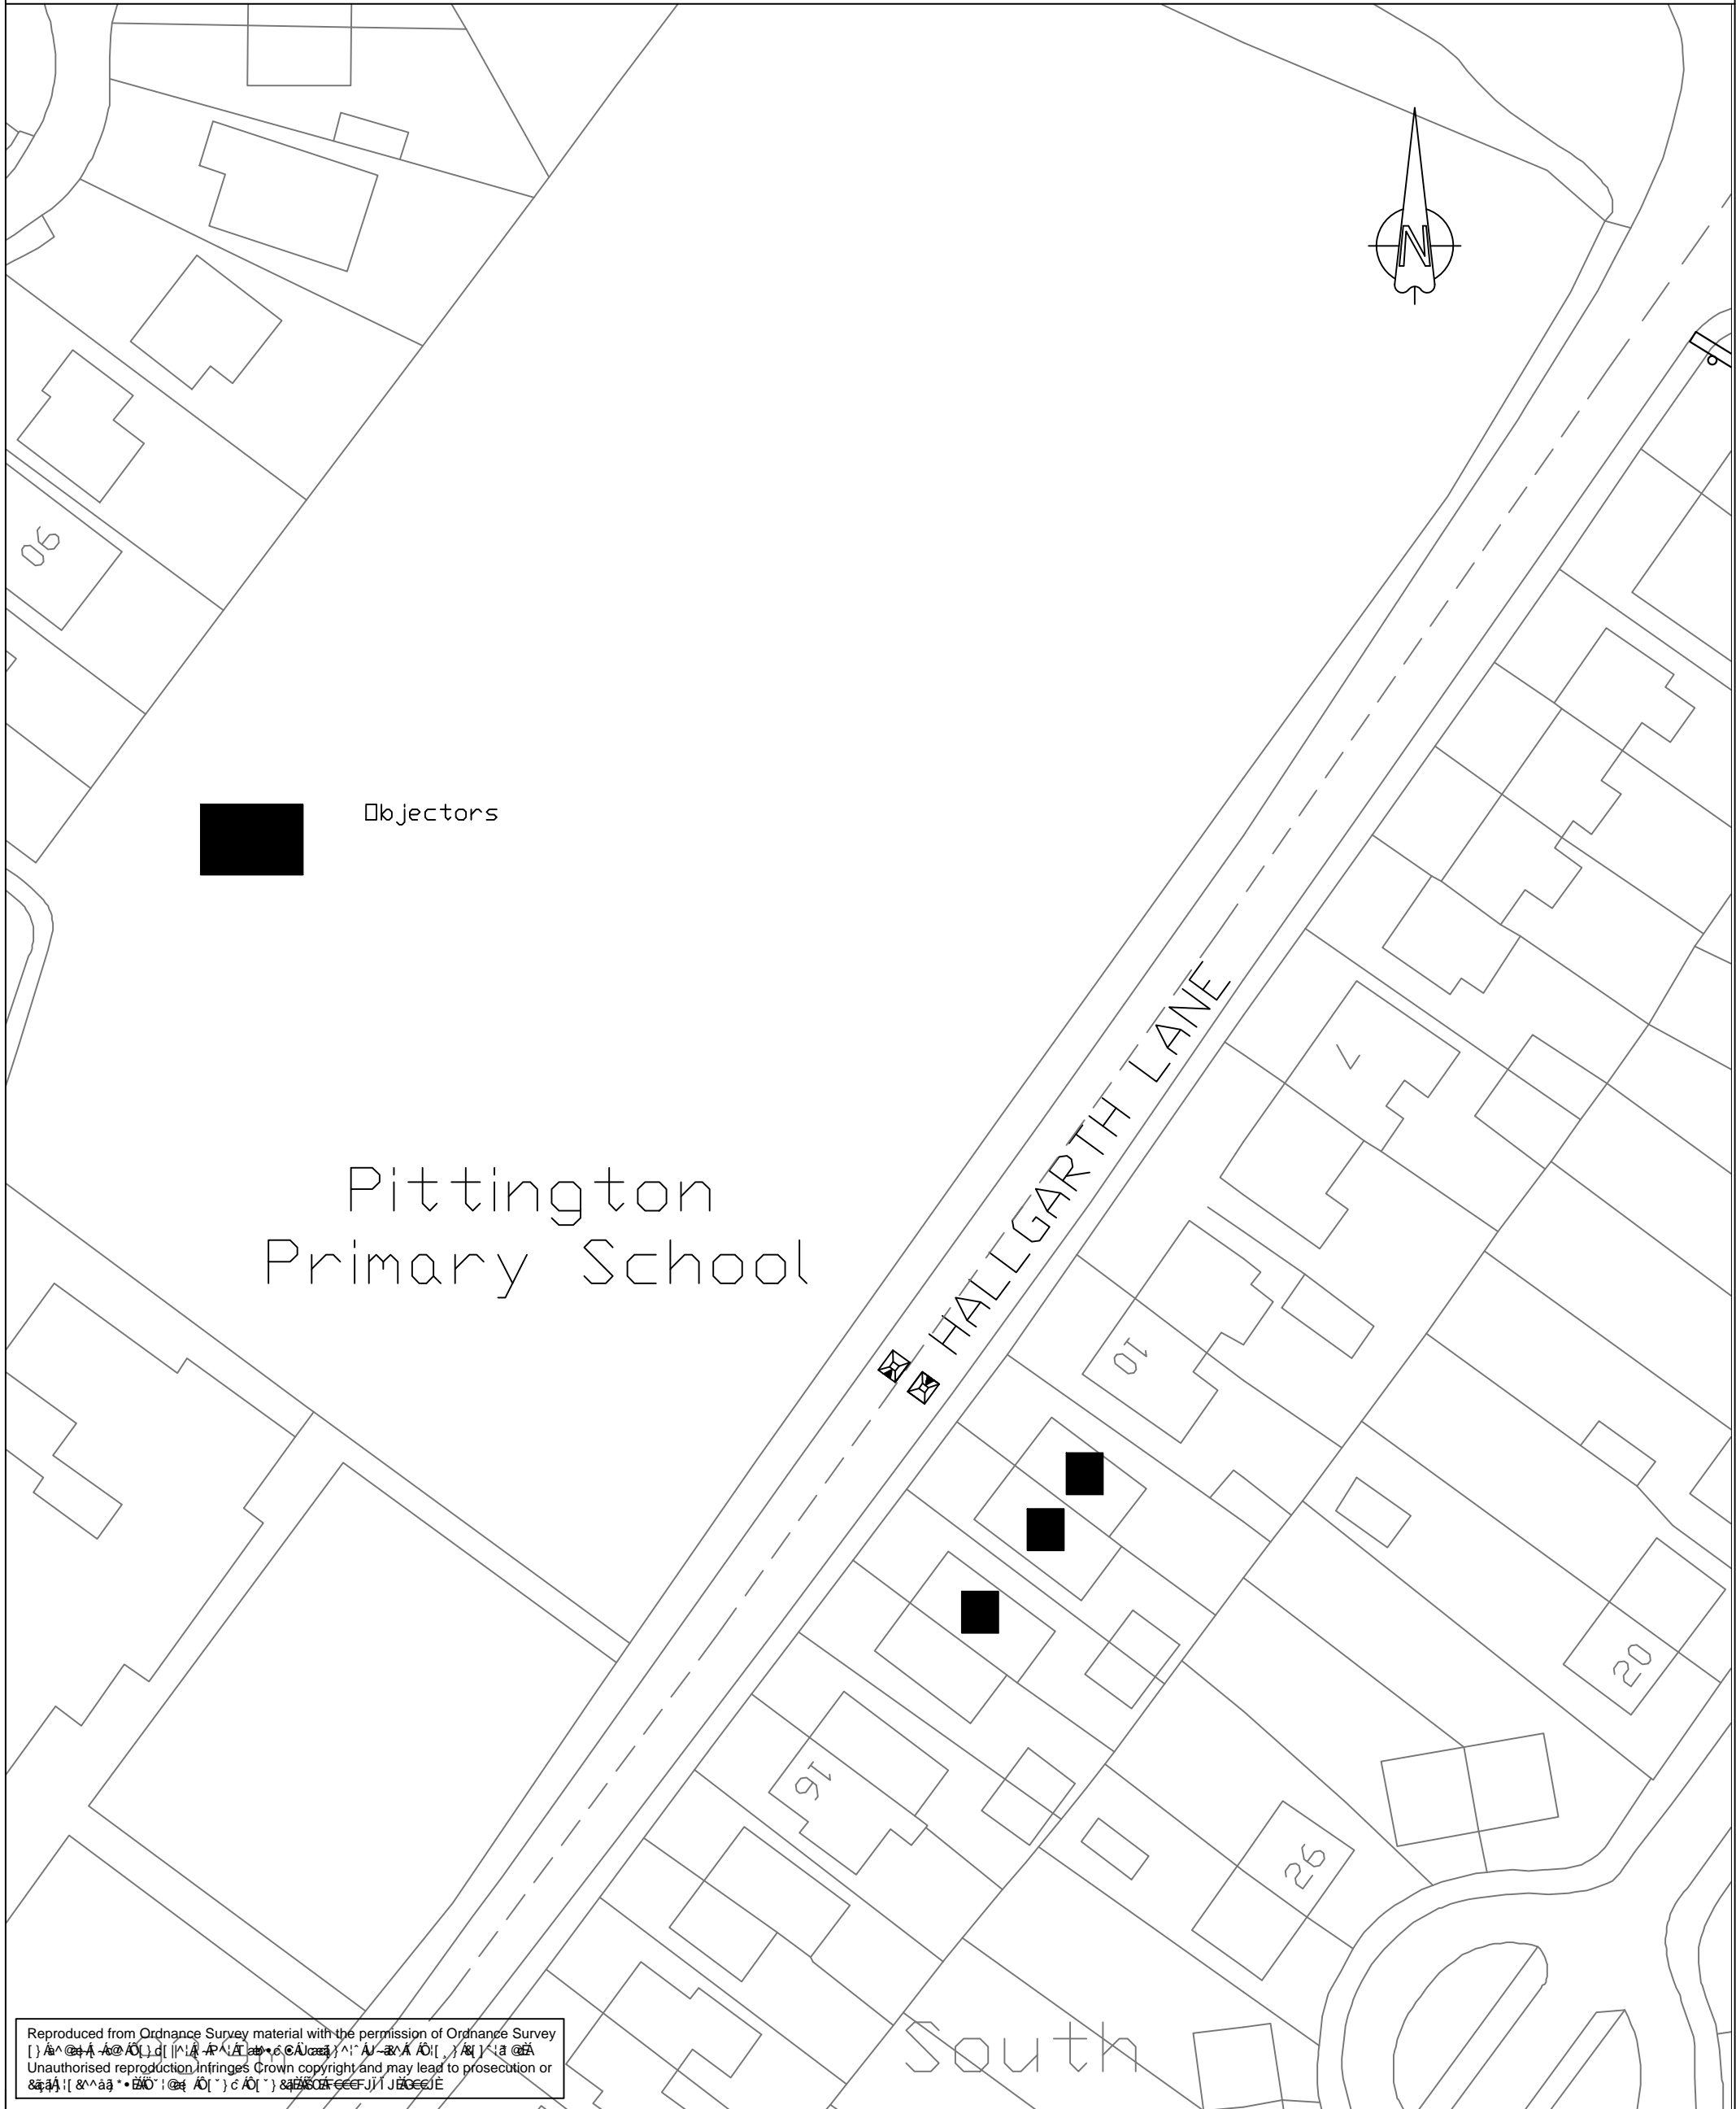 N
90
Objectors
HALLGARTH LANE
7
Pittington
Primary School
10
20
16
26
South
Reproduced from Ordnance Survey material with the permission of Ordnance Survey
Unauthorised reproduction infringes Crown copyright and may lead to prosecution or